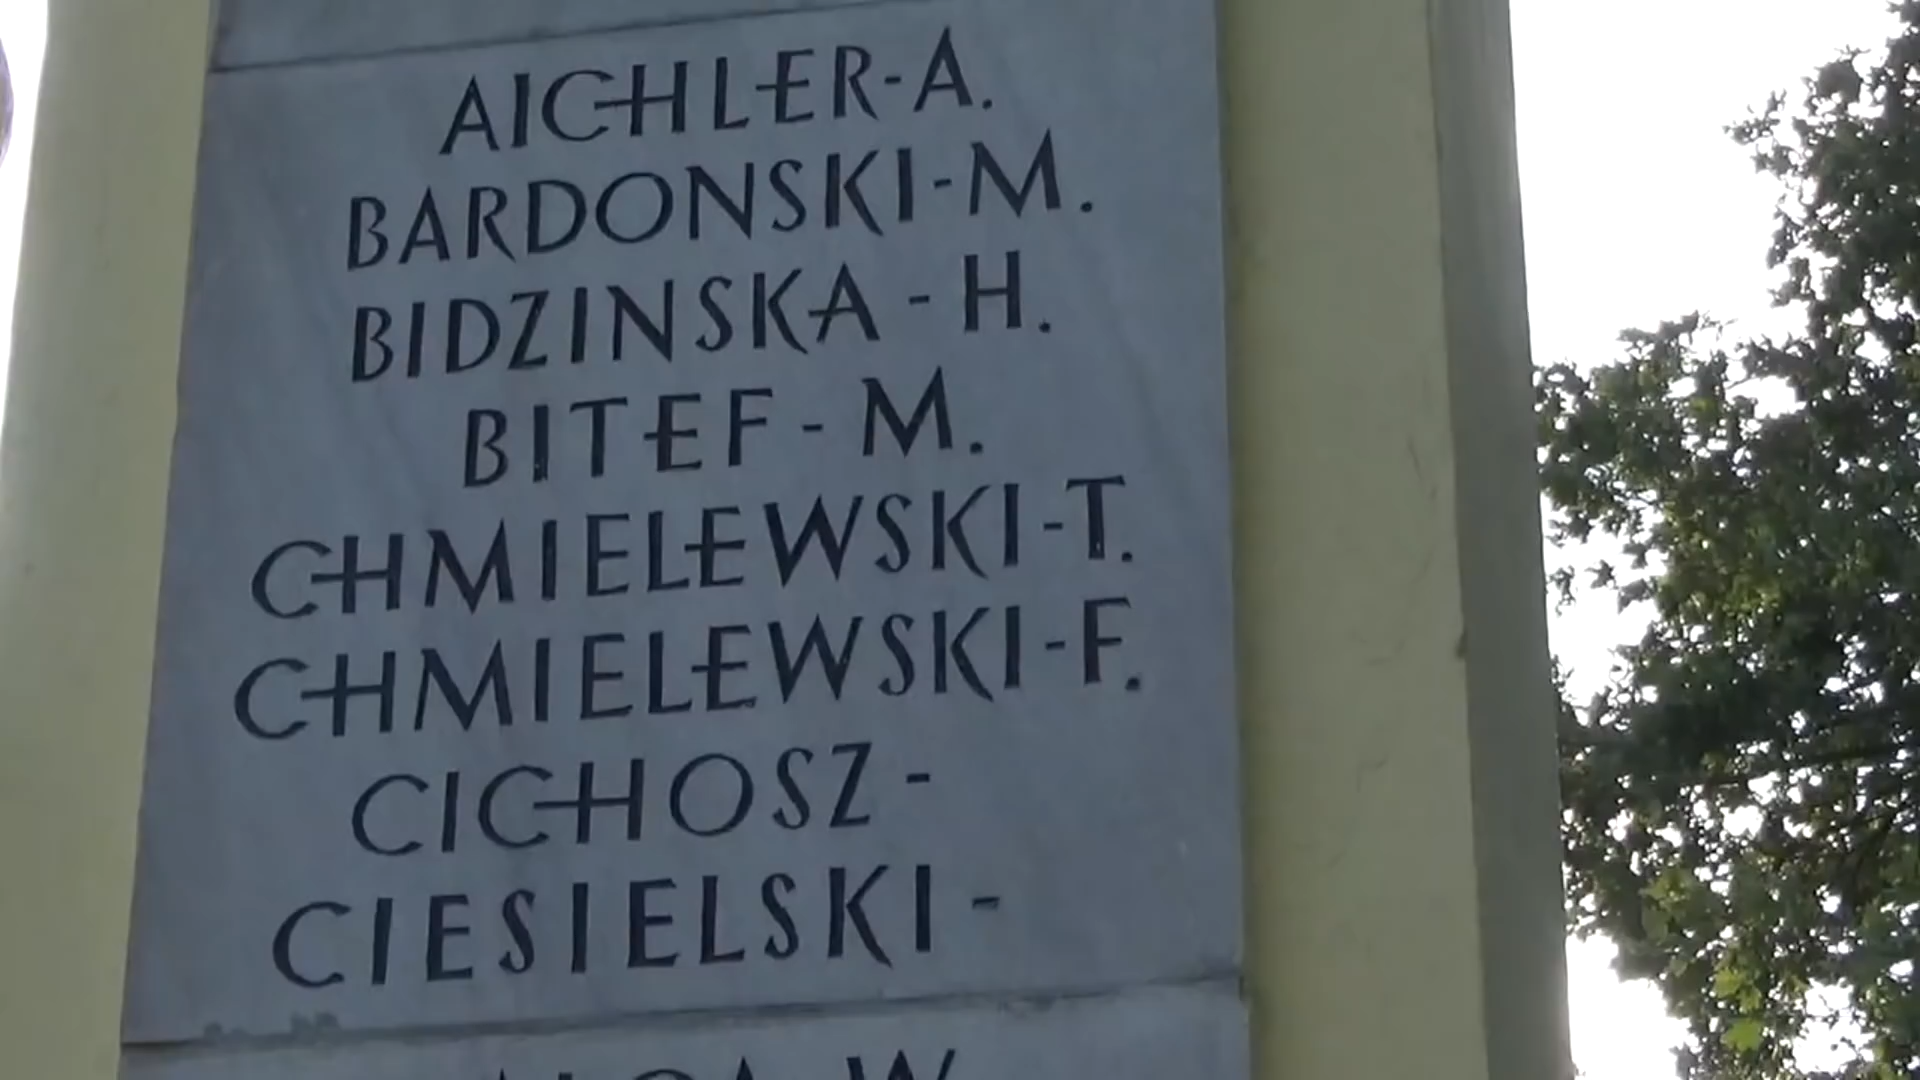 AICHLER-A.
BARDONSKI-M.
BIDZINSKA - H.
BITEF - M.
CHMIELEWSKI-T.
CHMIELEWSKI-F.
CICHOSZ -
CIESIELSKI -